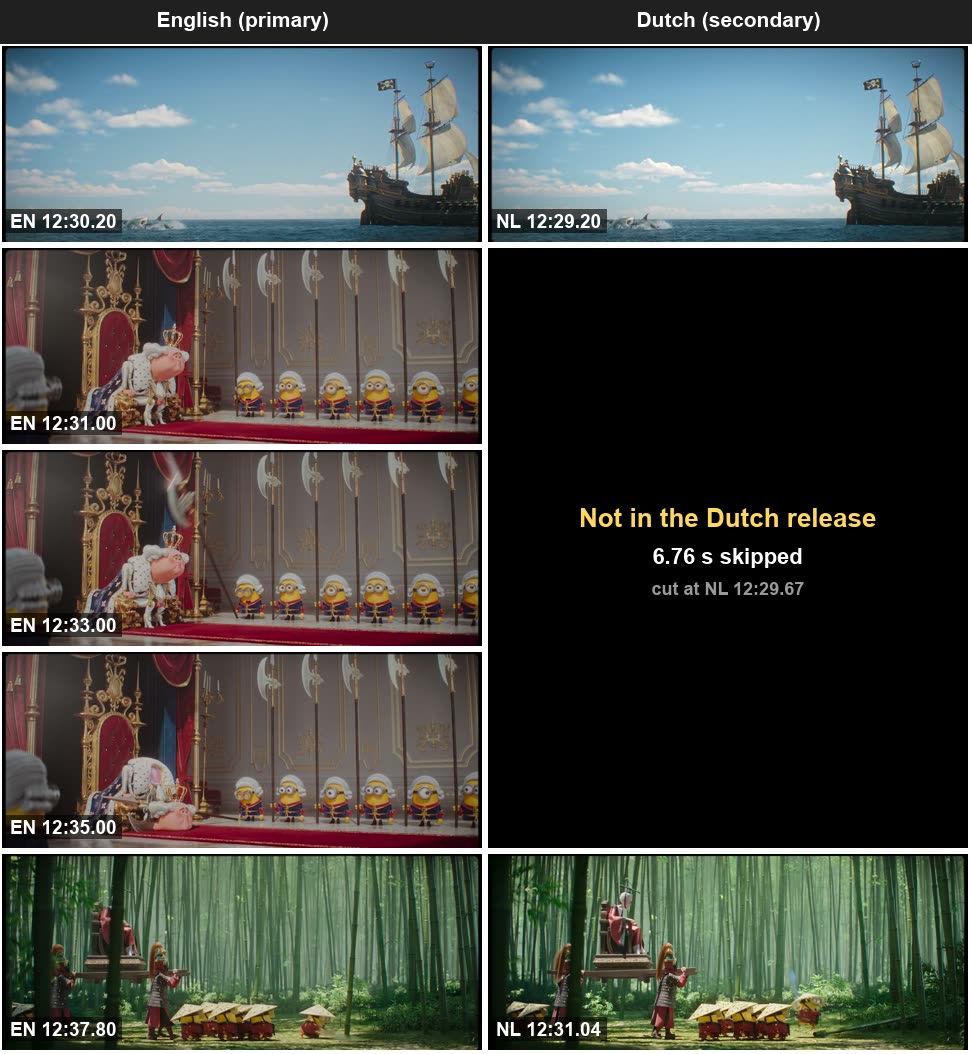 English (primary)
Dutch (secondary)
EN 12:30.20
NL 12:29.20
EN 12:31.00
EN 12:33.00
Not in the Dutch release
6.76 s skipped
cut at NL 12:29.67
EN 12:35.00
EN 12:37.80
NL 12:31.04